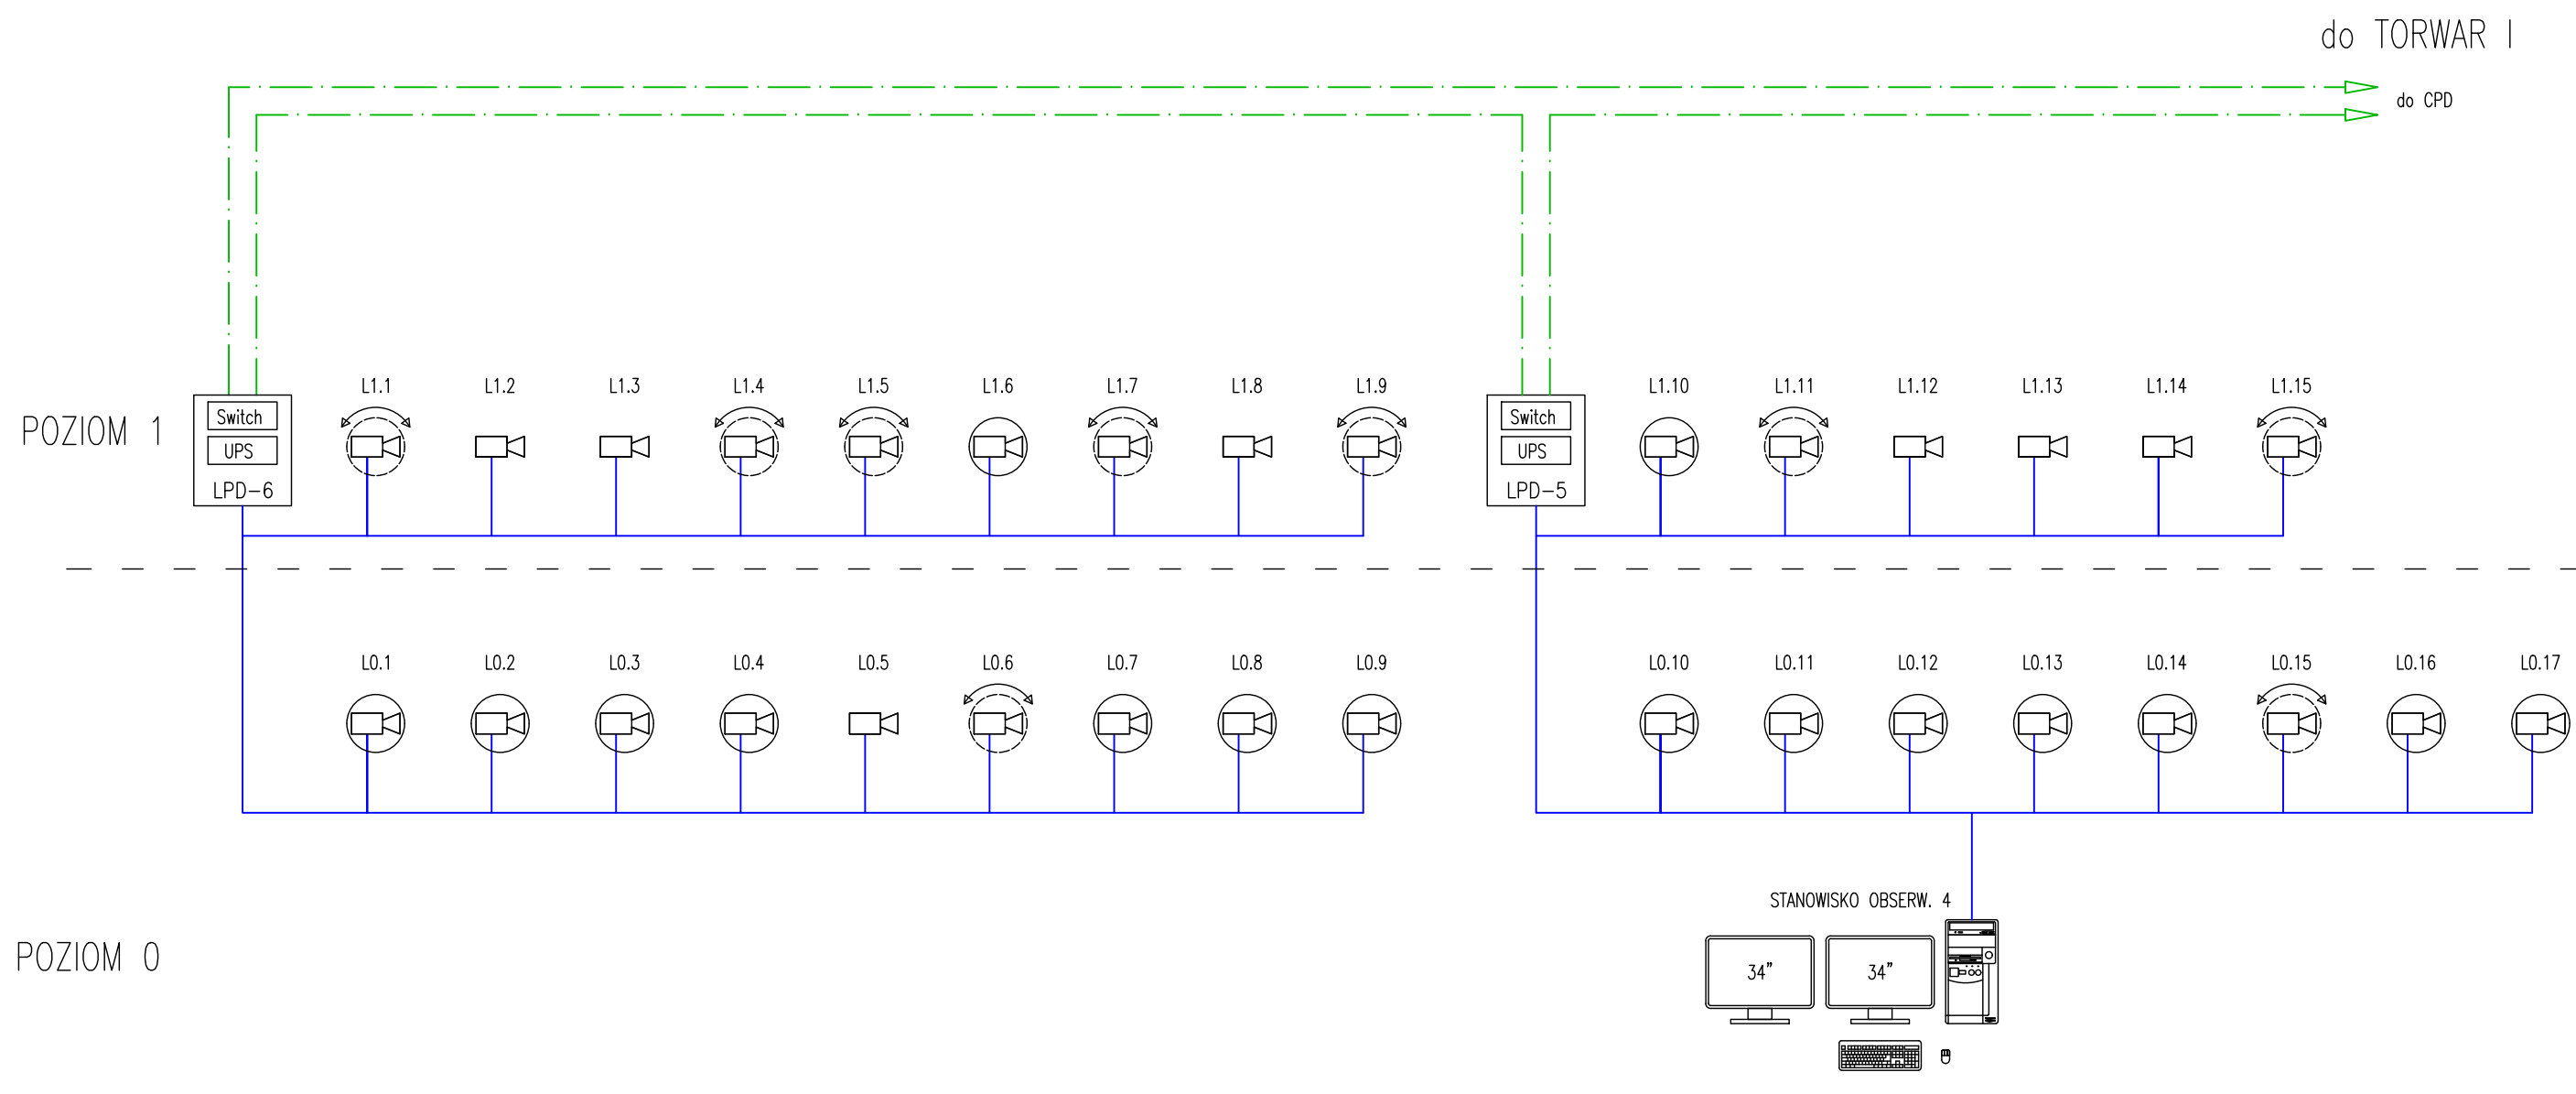 do TORWAR I
do CPD
L1.1 L1.2 L1.3 L1.4 L1.5 L1.6 L1.7 L1.8 L1.9 L1.10 L1.11 L1.12 L1.13 L1.14 L1.15
POZIOM 1
Switch
UPS
LPD-6
Switch
UPS
LPD-5
L0.1 L0.2 L0.3 L0.4 L0.5 L0.6 L0.7 L0.8 L0.9 L0.10 L0.11 L0.12 L0.13 L0.14 L0.15 L0.16 L0.17
STANOWISKO OBSERW. 4
POZIOM 0
34" 34"